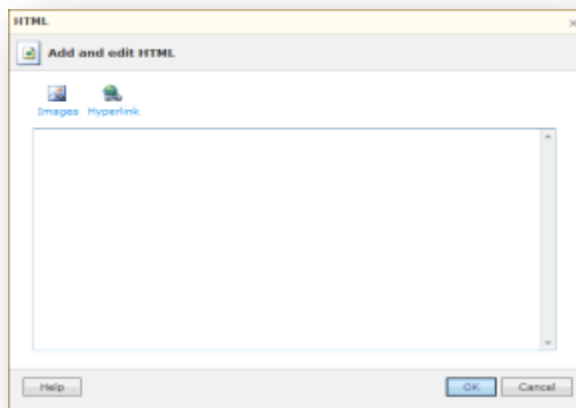 HTML
Add and edit HTML
Images Hyperlink
Help OK Cancel